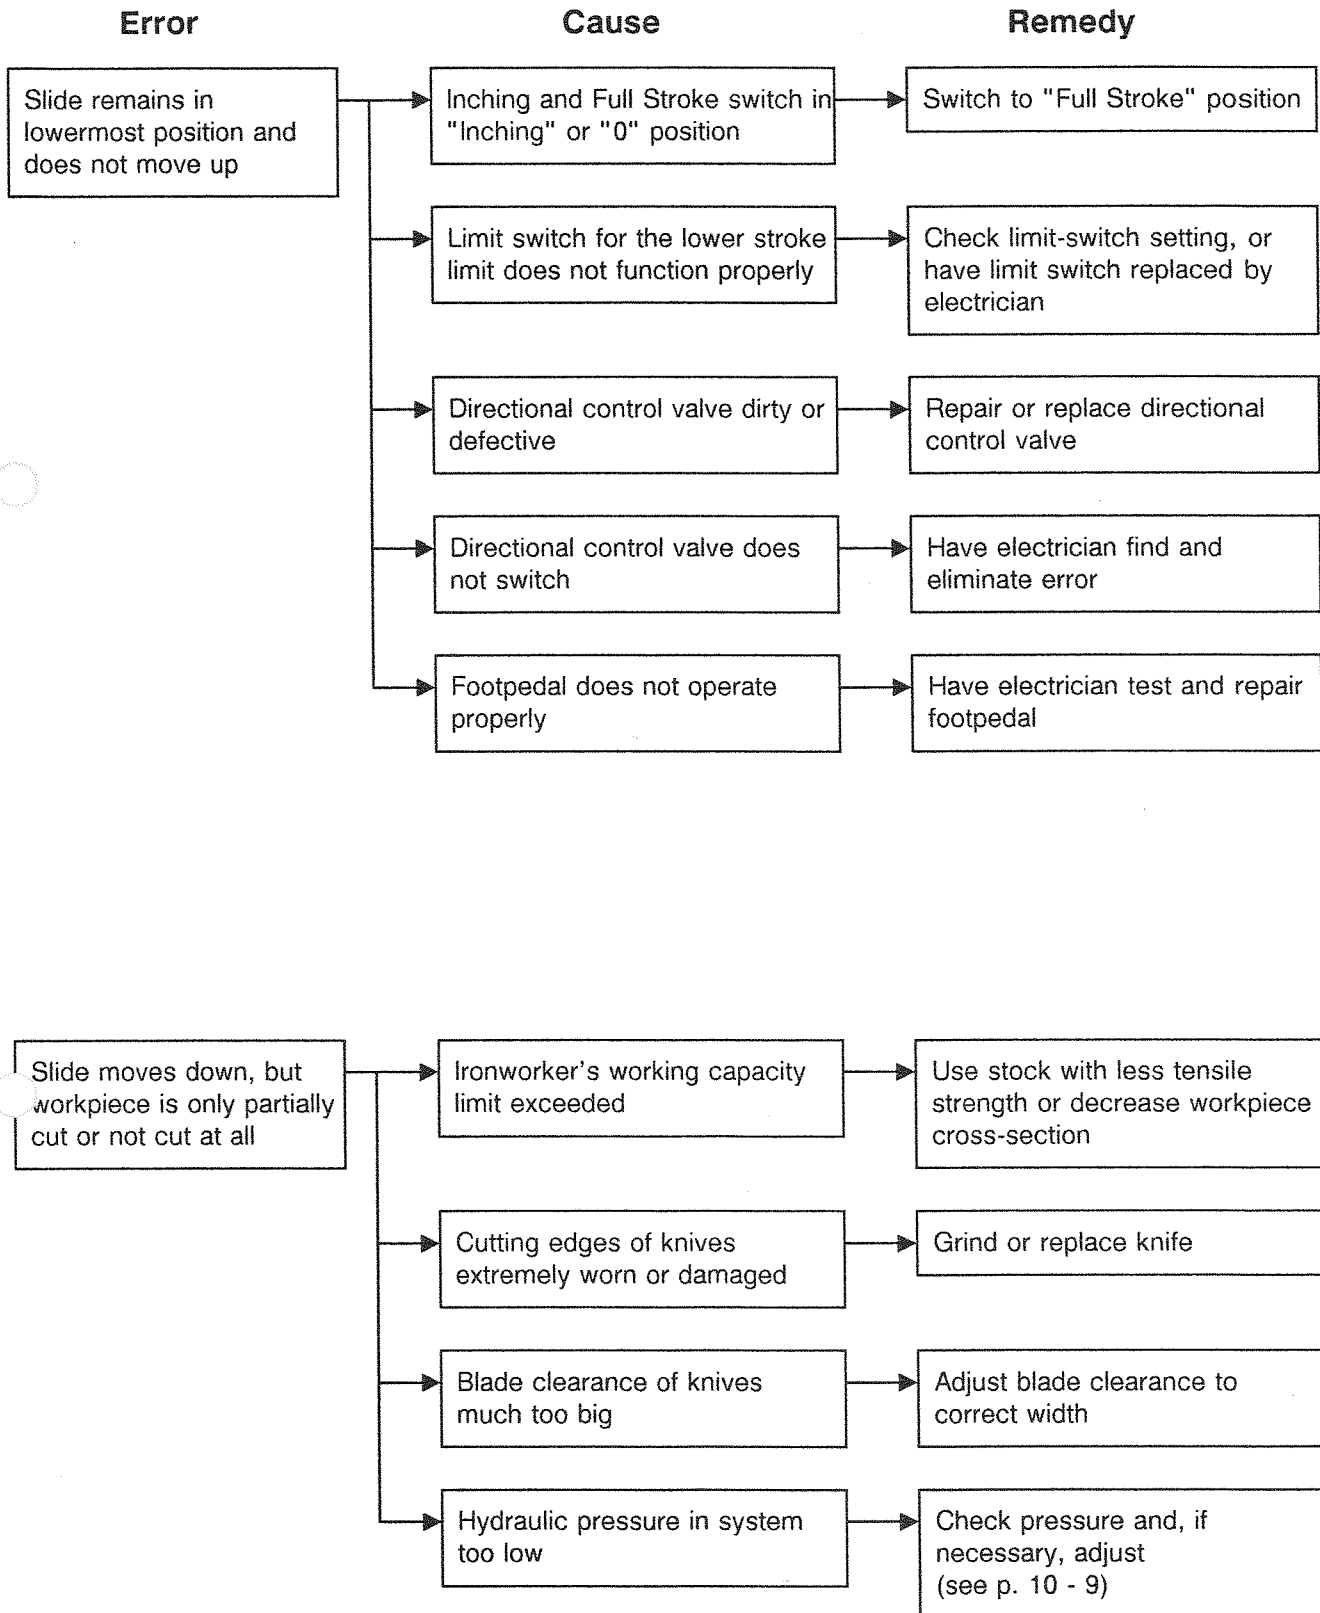 Error Cause Remedy
Slide remains in
lowermost position and
does not move up
Inching and Full Stroke switch in
"Inching" or "0" position
Switch to "Full Stroke" position
Limit switch for the lower stroke
limit does not function properly
Check limit-switch setting, or
have limit switch replaced by
electrician
Directional control valve dirty or
defective
Repair or replace directional
control valve
Directional control valve does
not switch
Have electrician find and
eliminate error
Footpedal does not operate
properly
Have electrician test and repair
footpedal
Slide moves down, but
workpiece is only partially
cut or not cut at all
Ironworker's working capacity
limit exceeded
Use stock with less tensile
strength or decrease workpiece
cross-section
Cutting edges of knives
extremely worn or damaged
Grind or replace knife
Blade clearance of knives
much too big
Adjust blade clearance to
correct width
Hydraulic pressure in system
too low
Check pressure and, if
necessary, adjust
(see p. 10 - 9)